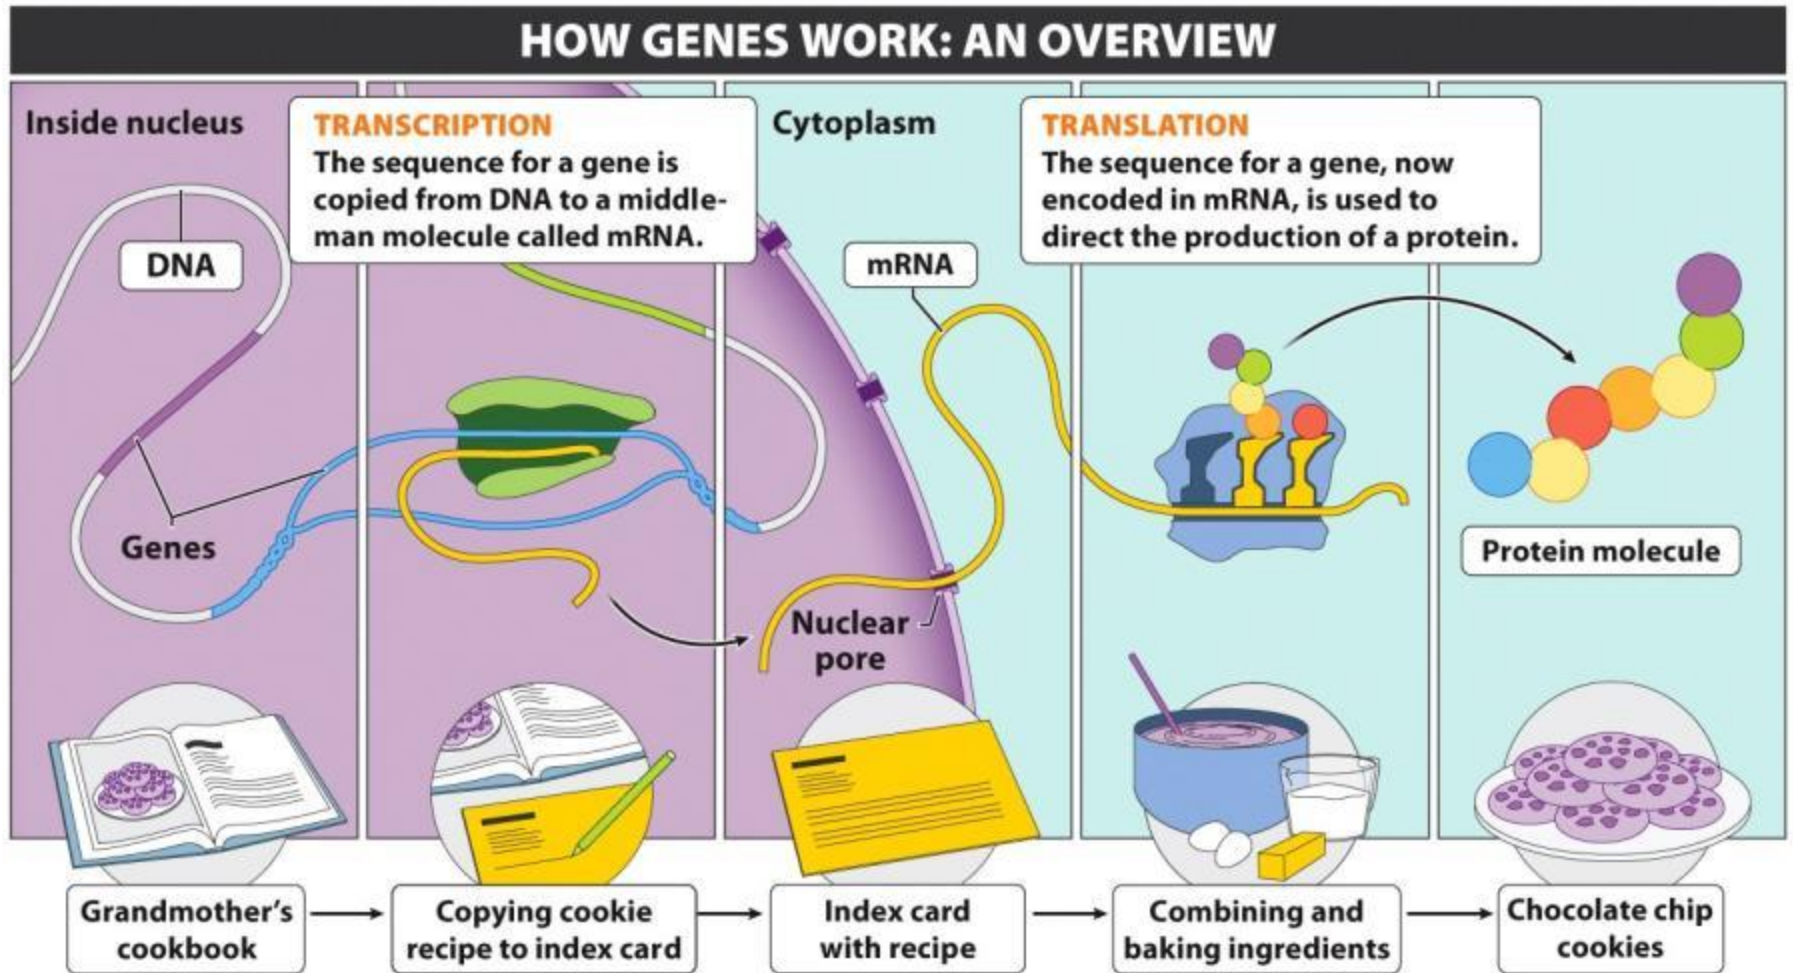 HOW GENES WORK: AN OVERVIEW
Inside nucleus
TRANSCRIPTION
The sequence for a gene is
copied from DNA to a middle-
man molecule called mRNA.
Cytoplasm
TRANSLATION
The sequence for a gene, now
encoded in mRNA, is used to
direct the production of a protein.
DNA
mRNA
Genes
Nuclear
pore
Protein molecule
Grandmother's
cookbook
Copying cookie
recipe to index card
Index card
with recipe
Combining and
baking ingredients
Chocolate chip
cookies